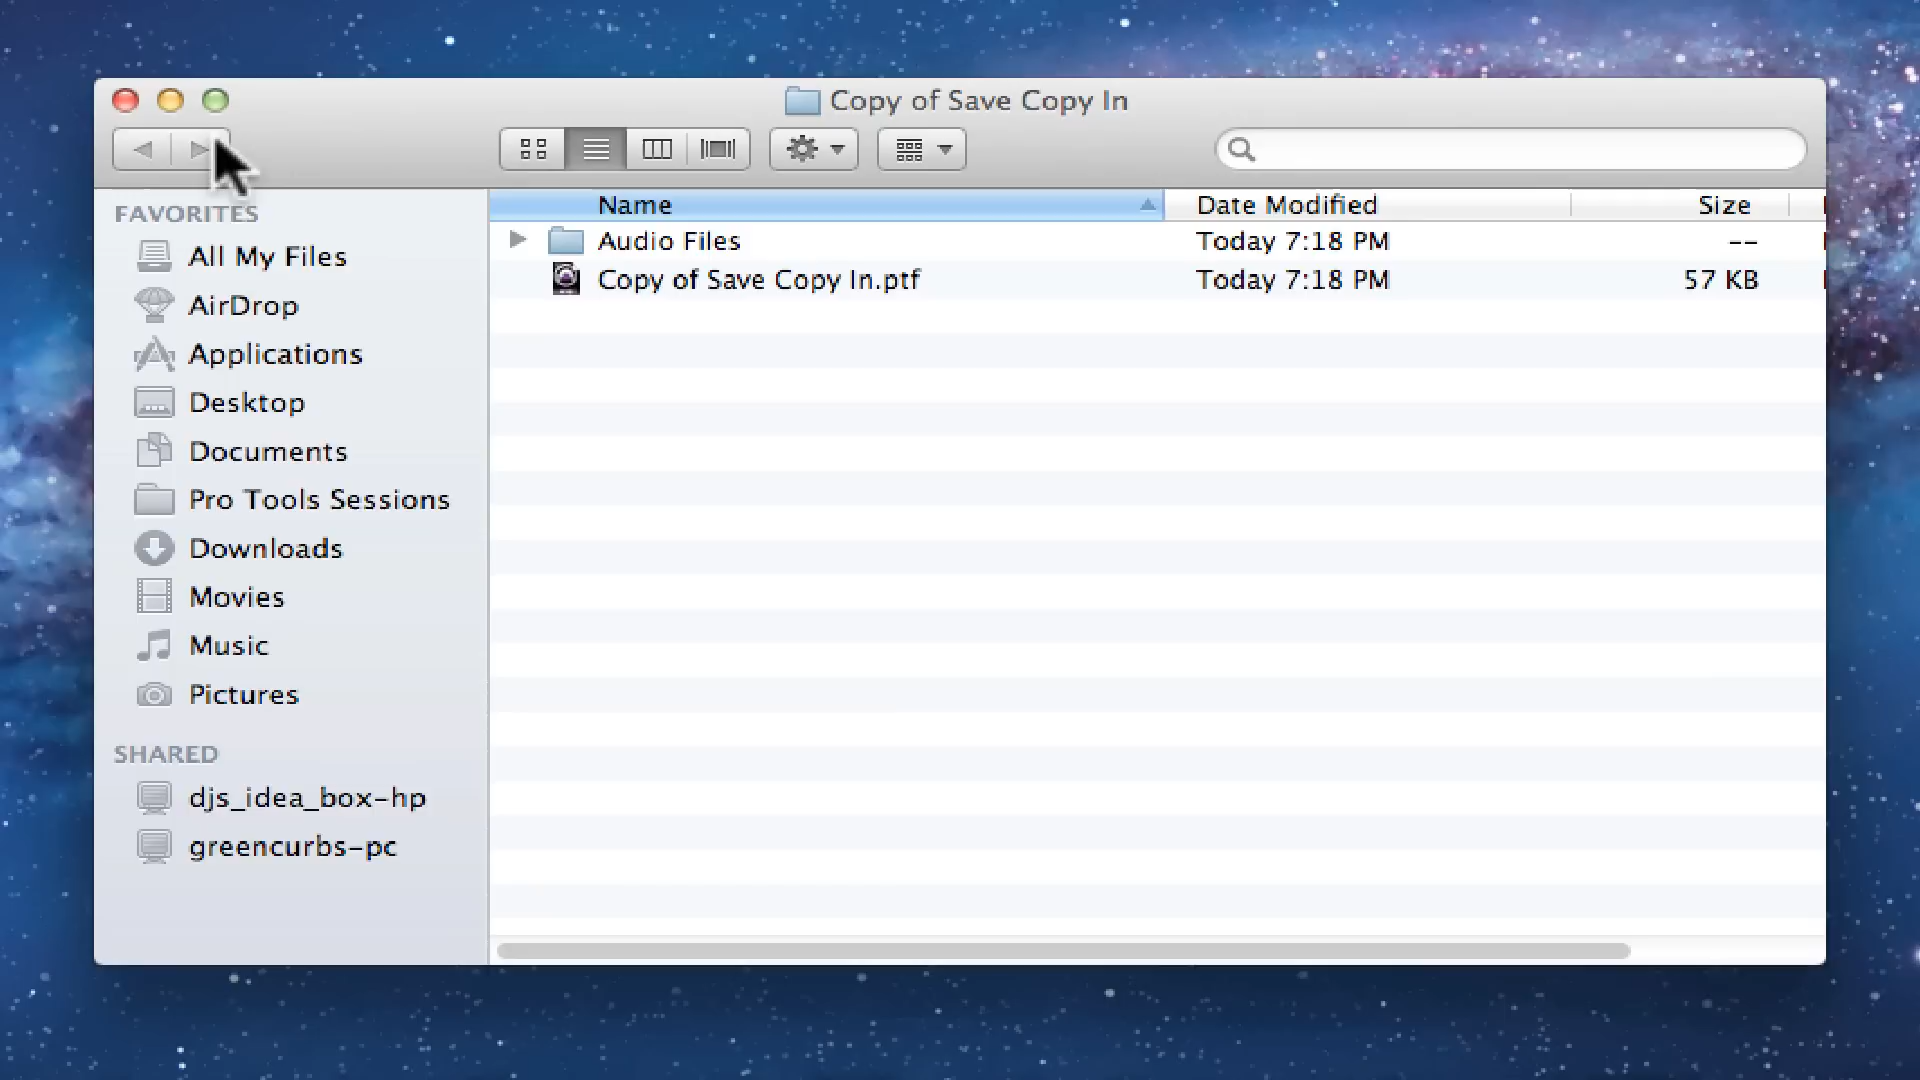 Copy of Save Copy In
FAVORITES
All My Files
AirDrop
Applications
Desktop
Documents
Pro Tools Sessions
Downloads
Movies
Music
Pictures
SHARED
djs_idea_box-hp
greencurbs-pc
Name Date Modified Size
Audio Files Today 7:18 PM --
Copy of Save Copy In.ptf Today 7:18 PM 57 KB